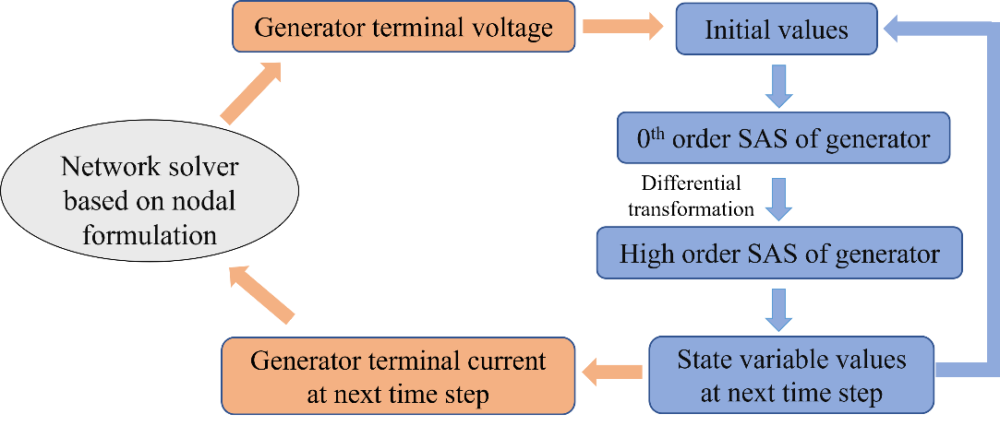 Generator terminal voltage
Initial values
0th order SAS of generator
Differential
transformation
Network solver
based on nodal
formulation
High order SAS of generator
Generator terminal current
at next time step
State variable values
at next time step